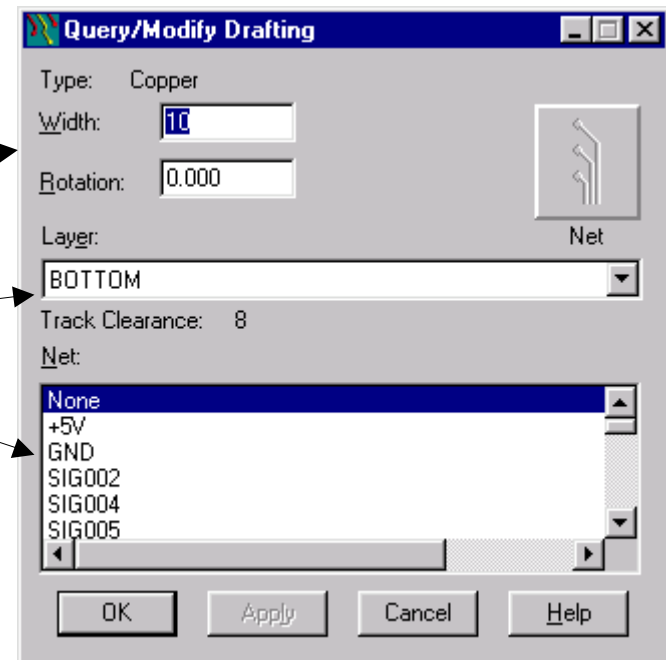 Query/Modify Drafting
Type: Copper
Width: 10
Rotation: 0.000
Layer: Net
BOTTOM
Track Clearance: 8
Net:
None
+5V
GND
SIG002
SIG004
SIG005
OK Apply Cancel Help